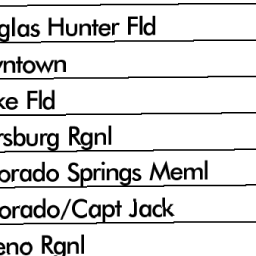 glas Hunter Fld
wntown
ke Fld
rsburg Rgnl
orado Springs Meml
orado/Capt Jack
eno Rgnl